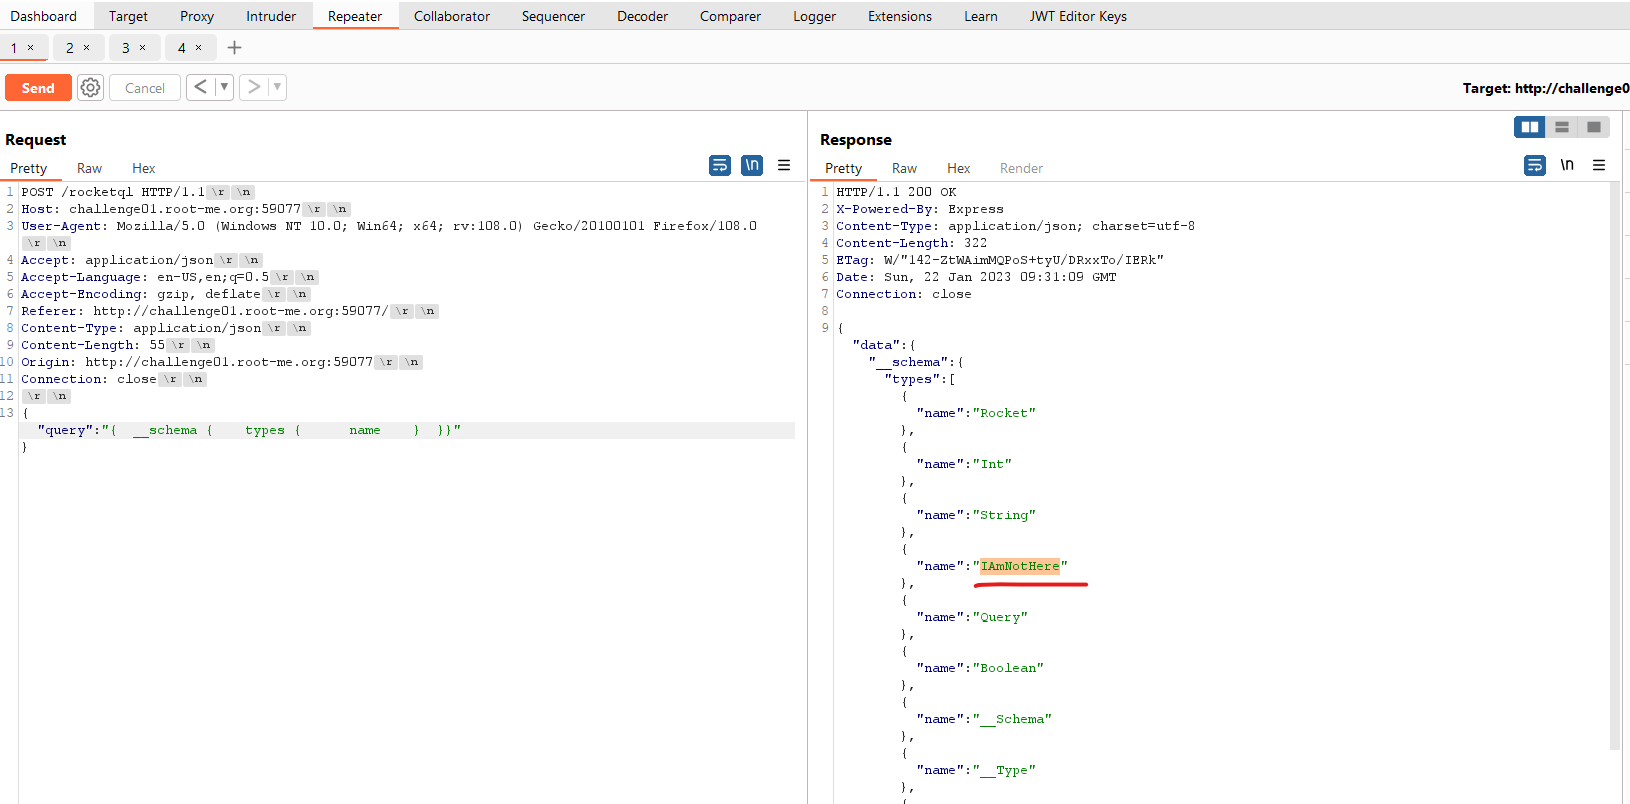 Dashboard Target Proxy Intruder Repeater Collaborator Sequencer Decoder Comparer Logger Extensions Learn JWT Editor Keys
1 × 2 × 3 × 4 × +
Send Cancel < ▼ > ▼
Target: http://challenge0
Request
Pretty Raw Hex
\n
1 POST /rocketql HTTP/1.1 \r \n
2 Host: challenge01.root-me.org:59077 \r \n
3 User-Agent: Mozilla/5.0 (Windows NT 10.0; Win64; x64; rv:108.0) Gecko/20100101 Firefox/108.0
\r \n
4 Accept: application/json \r \n
5 Accept-Language: en-US,en;q=0.5 \r \n
6 Accept-Encoding: gzip, deflate \r \n
7 Referer: http://challenge01.root-me.org:59077/ \r \n
8 Content-Type: application/json \r \n
9 Content-Length: 55 \r \n
10 Origin: http://challenge01.root-me.org:59077 \r \n
11 Connection: close \r \n
12 \r \n
13 {
"query":"{  __schema {    types {      name    }  }}"
}
Response
Pretty Raw Hex Render
\n
1 HTTP/1.1 200 OK
2 X-Powered-By: Express
3 Content-Type: application/json; charset=utf-8
4 Content-Length: 322
5 ETag: W/"142-ZtWAimMQPoS+tyU/DRxxTo/IERk"
6 Date: Sun, 22 Jan 2023 09:31:09 GMT
7 Connection: close
8
9 {
"data":{
"__schema":{
"types":[
{
"name":"Rocket"
},
{
"name":"Int"
},
{
"name":"String"
},
{
"name":"IAmNotHere"
},
{
"name":"Query"
},
{
"name":"Boolean"
},
{
"name":"__Schema"
},
{
"name":"__Type"
},
{